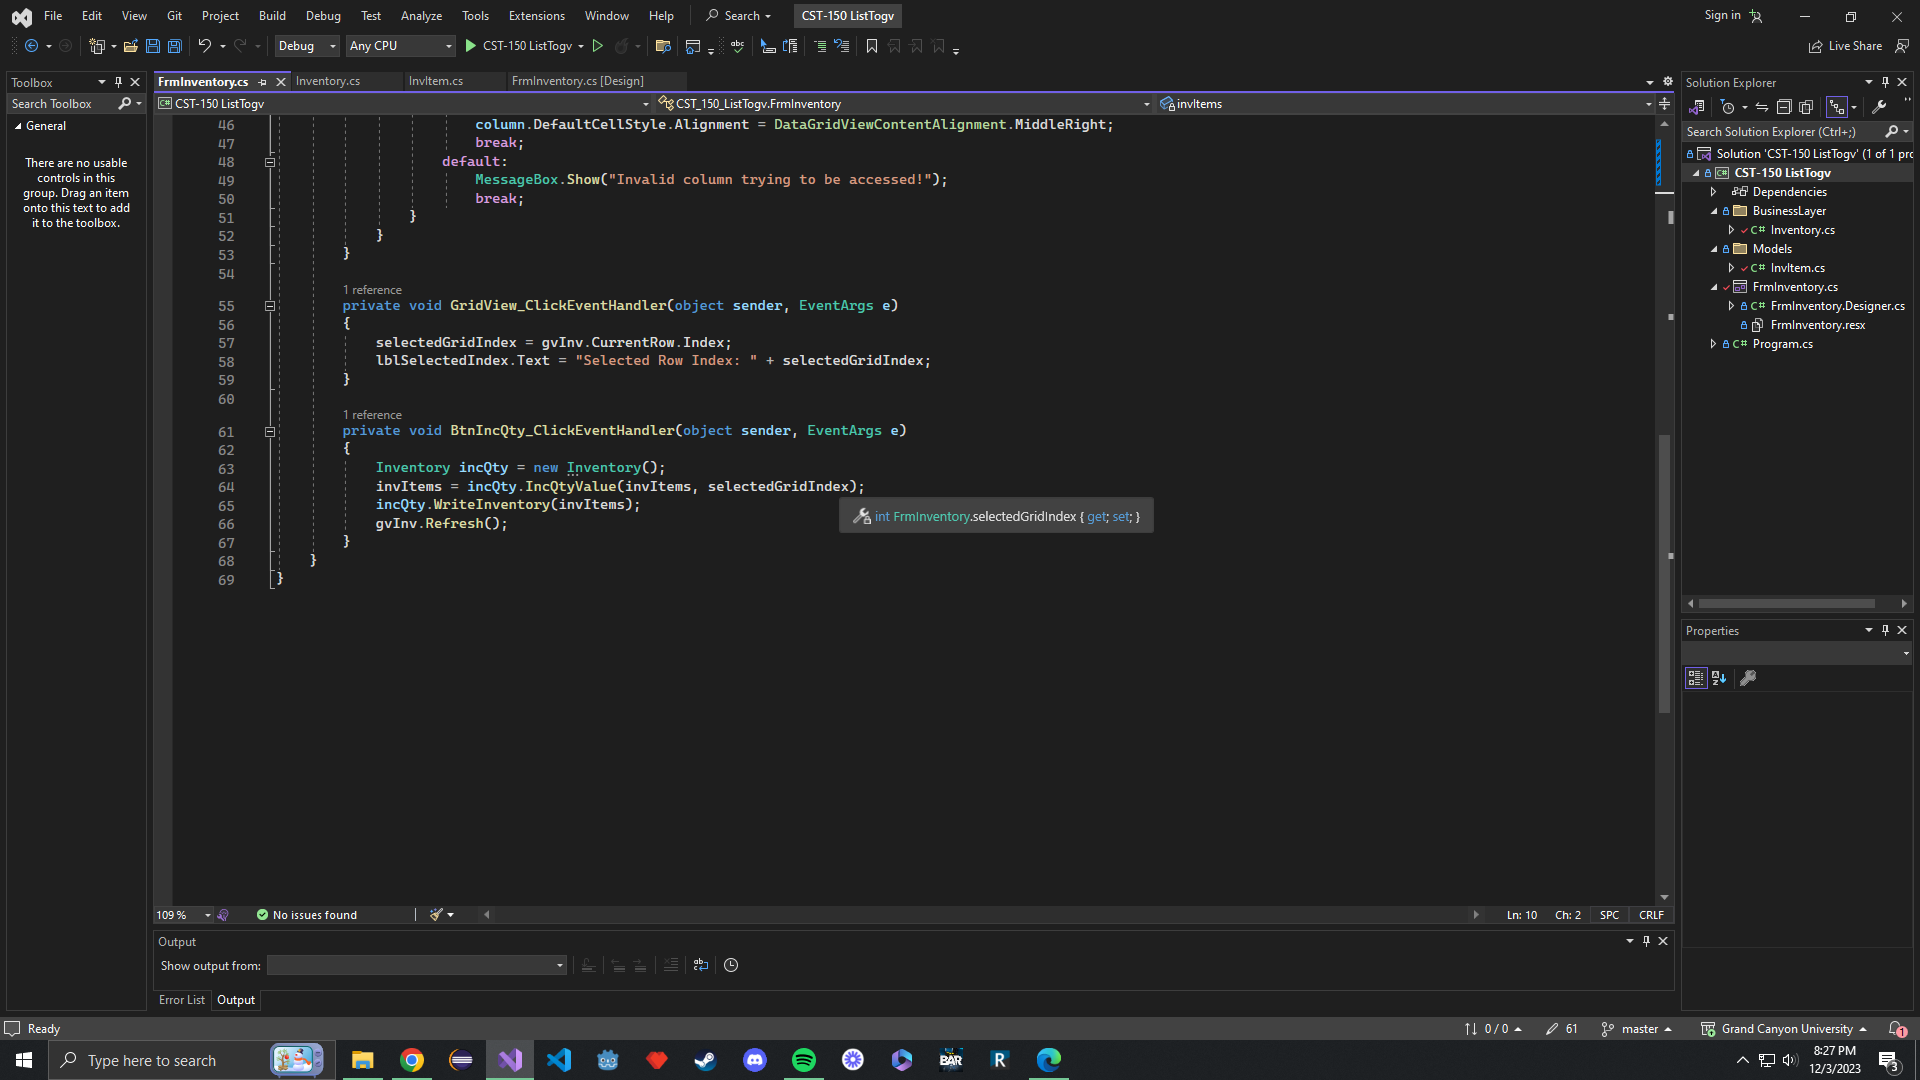 File Edit View Git Project Build Debug Test Analyze Tools Extensions Window Help Search CST-150 ListTogv Sign in
Debug Any CPU CST-150 ListTogv Live Share
Toolbox
Search Toolbox
General
There are no usable
controls in this
group. Drag an item
onto this text to add
it to the toolbox.
FrmInventory.cs Inventory.cs InvItem.cs FrmInventory.cs [Design]
CST-150 ListTogv CST_150_ListTogv.FrmInventory invItems
46 column.DefaultCellStyle.Alignment = DataGridViewContentAlignment.MiddleRight;
47 break;
48 default:
49 MessageBox.Show("Invalid column trying to be accessed!");
50 break;
51 }
52 }
53 }
54
1 reference
55 private void GridView_ClickEventHandler(object sender, EventArgs e)
56 {
57 selectedGridIndex = gvInv.CurrentRow.Index;
58 lblSelectedIndex.Text = "Selected Row Index: " + selectedGridIndex;
59 }
60
1 reference
61 private void BtnIncQty_ClickEventHandler(object sender, EventArgs e)
62 {
63 Inventory incQty = new Inventory();
64 invItems = incQty.IncQtyValue(invItems, selectedGridIndex);
65 incQty.WriteInventory(invItems);
int FrmInventory.selectedGridIndex { get; set; }
66 gvInv.Refresh();
67 }
68 }
69 }
109 % No issues found Ln: 10 Ch: 2 SPC CRLF
Output
Show output from:
Error List Output
Solution Explorer
Search Solution Explorer (Ctrl+;)
Solution 'CST-150 ListTogv' (1 of 1 pro
CST-150 ListTogv
Dependencies
BusinessLayer
C# Inventory.cs
Models
C# InvItem.cs
FrmInventory.cs
C# FrmInventory.Designer.cs
FrmInventory.resx
C# Program.cs
Properties
Ready 0 / 0 61 master Grand Canyon University 1
Type here to search BAR R 8:27 PM
12/3/2023 3